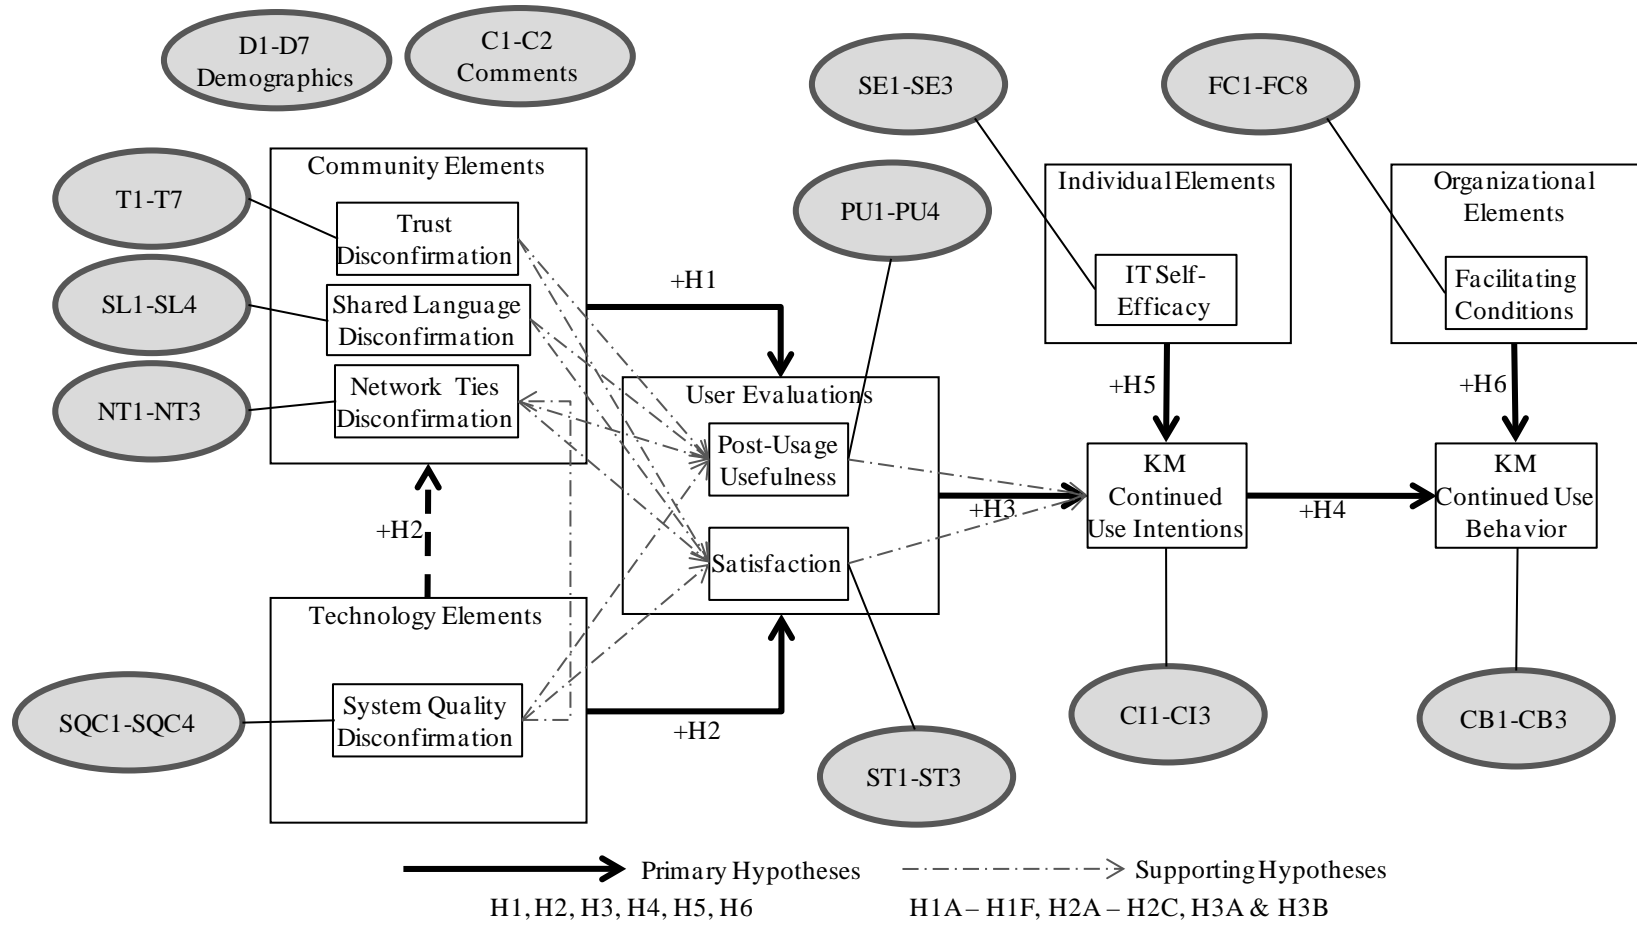 D1-D7
Demographics
C1-C2
Comments
SE1-SE3
FC1-FC8
T1-T7
SL1-SL4
NT1-NT3
Community Elements
Trust
Disconfirmation
Shared Language
Disconfirmation
Network Ties
Disconfirmation
+H1
PU1-PU4
Individual Elements
IT Self-
Efficacy
Organizational
Elements
Facilitating
Conditions
+H5
+H6
User Evaluations
Post-Usage
Usefulness
Satisfaction
+H3
KM
Continued
Use Intentions
+H4
KM
Continued Use
Behavior
+H2
Technology Elements
System Quality
Disconfirmation
SQC1-SQC4
+H2
ST1-ST3
CI1-CI3
CB1-CB3
Primary Hypotheses
H1, H2, H3, H4, H5, H6
Supporting Hypotheses
H1A – H1F, H2A – H2C, H3A & H3B